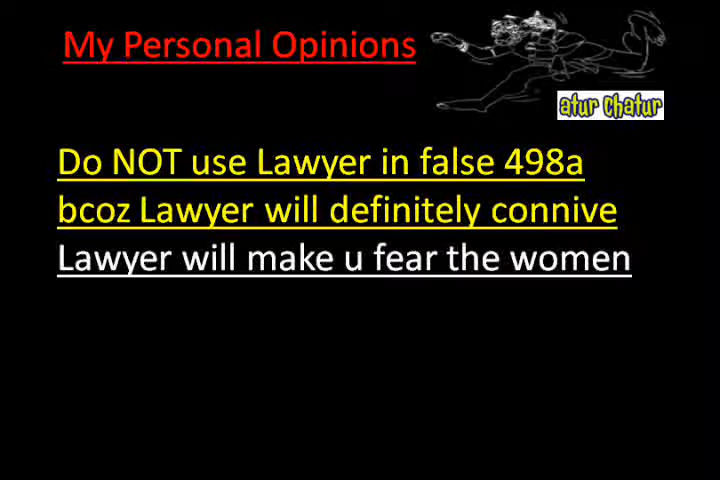 My Personal Opinions
atur chatur
Do NOT use Lawyer in false 498a
bcoz Lawyer will definitely connive
Lawyer will make u fear the women